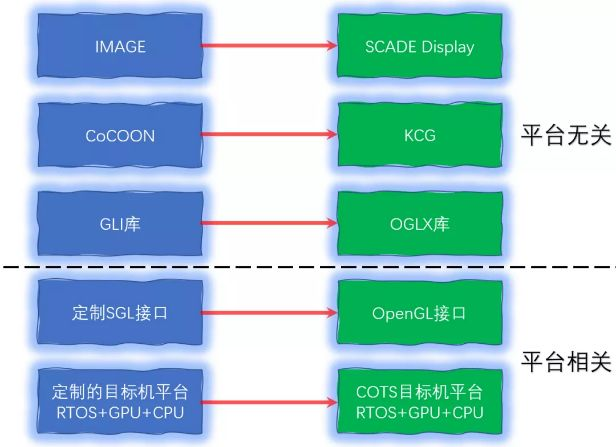 IMAGE
SCADE Display
CoCOON
KCG
平台无关
GLI库
OGLX库
定制SGL接口
OpenGL接口
平台相关
定制的目标机平台
RTOS+GPU+CPU
COTS目标机平台
RTOS+GPU+CPU